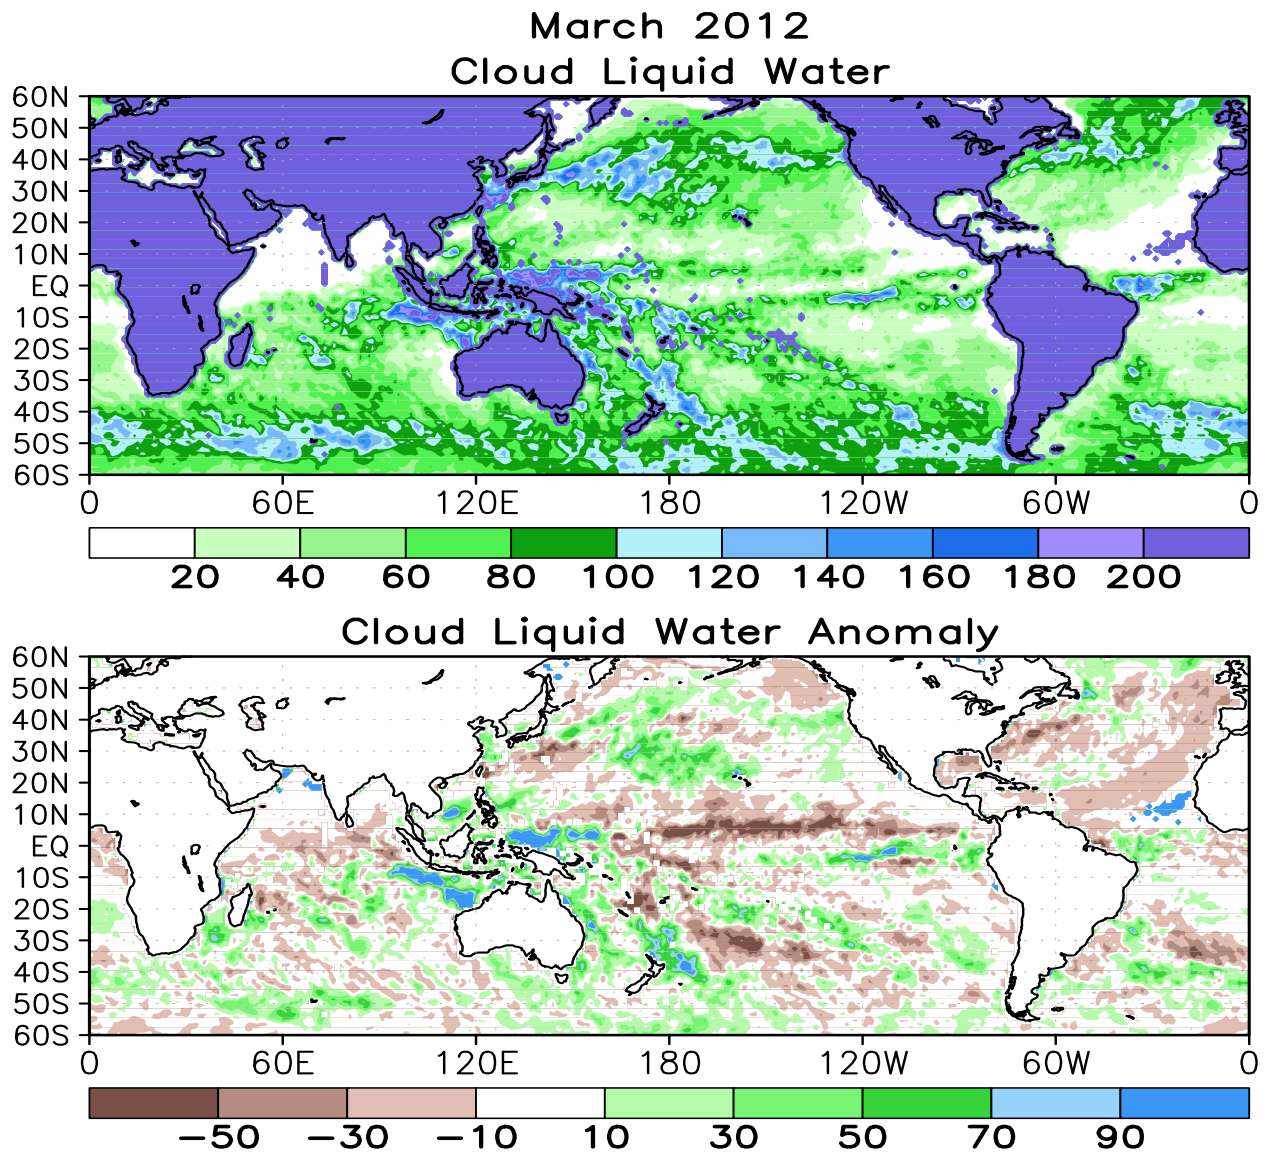 March 2012
Cloud Liquid Water
60N
50N
40N
30N
20N
10N
EQ
10S
20S
30S
40S
50S
60S
0 60E 120E 180 120W 60W 0
20 40 60 80 100 120 140 160 180 200
Cloud Liquid Water Anomaly
60N
50N
40N
30N
20N
10N
EQ
10S
20S
30S
40S
50S
60S
0 60E 120E 180 120W 60W 0
−50 −30 −10 10 30 50 70 90